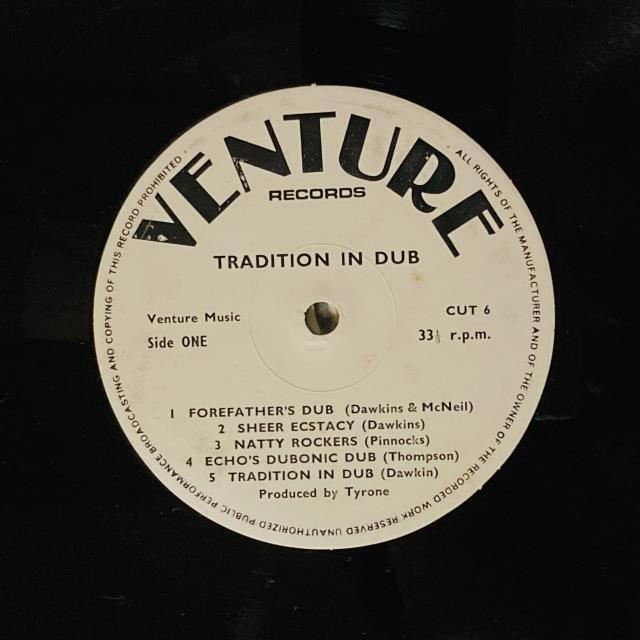 VENTURE
RECORDS
TRADITION IN DUB
Venture Music
Side ONE
CUT 6
33⅓ r.p.m.
1 FOREFATHER'S DUB (Dawkins & McNeil)
2 SHEER ECSTACY (Dawkins)
3 NATTY ROCKERS (Pinnocks)
4 ECHO'S DUBONIC DUB (Thompson)
5 TRADITION IN DUB (Dawkin)
Produced by Tyrone
ALL RIGHTS OF THE MANUFACTURER AND OF THE OWNER OF THE RECORDED WORK RESERVED UNAUTHORIZED PUBLIC PERFORMANCE BROADCASTING AND COPYING OF THIS RECORD PROHIBITED